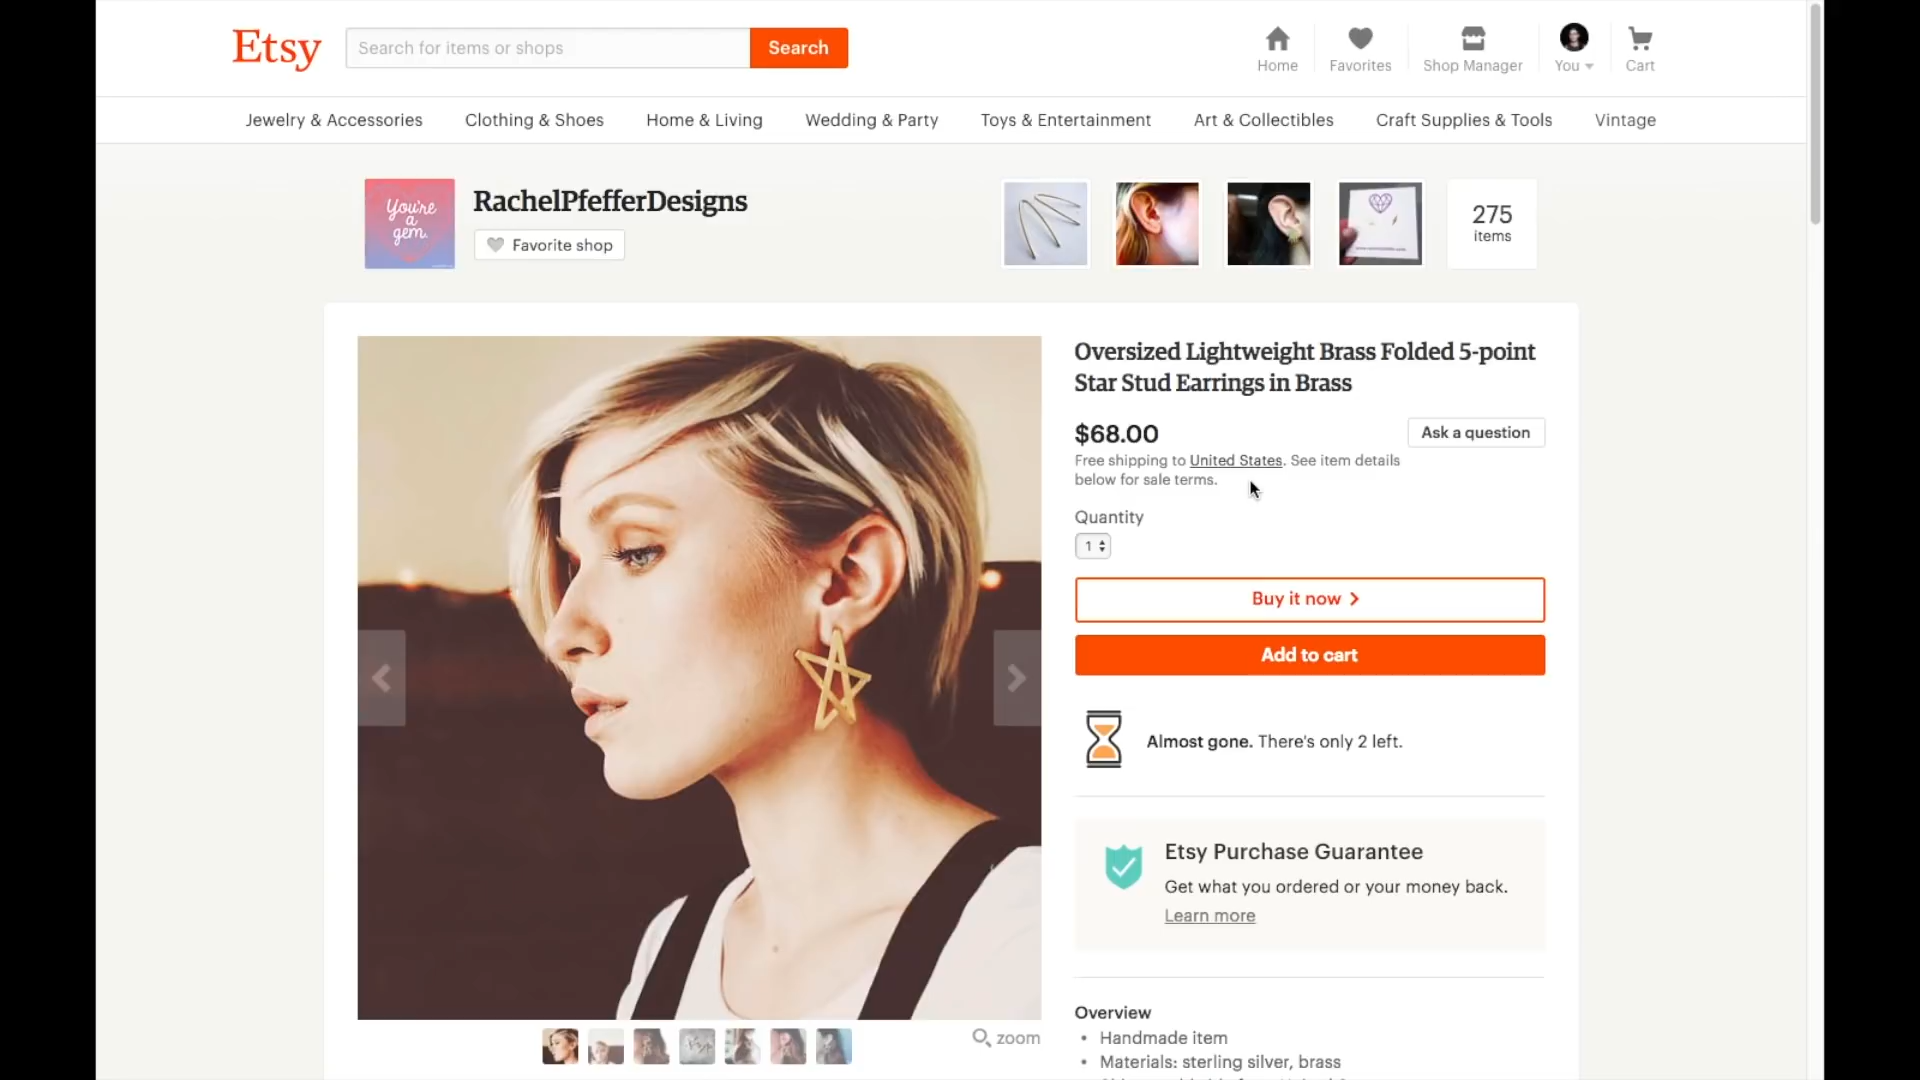 Etsy
Search for items or shops
Search
Home
Favorites
Shop Manager
You
Cart
Jewelry & Accessories
Clothing & Shoes
Home & Living
Wedding & Party
Toys & Entertainment
Art & Collectibles
Craft Supplies & Tools
Vintage
You're
a
gem.
RachelPfefferDesigns
Favorite shop
275
items
Oversized Lightweight Brass Folded 5-point
Star Stud Earrings in Brass
$68.00
Ask a question
Free shipping to United States. See item details
below for sale terms.
Quantity
1
Buy it now
Add to cart
Almost gone. There's only 2 left.
Etsy Purchase Guarantee
Get what you ordered or your money back.
Learn more
zoom
Overview
• Handmade item
• Materials: sterling silver, brass